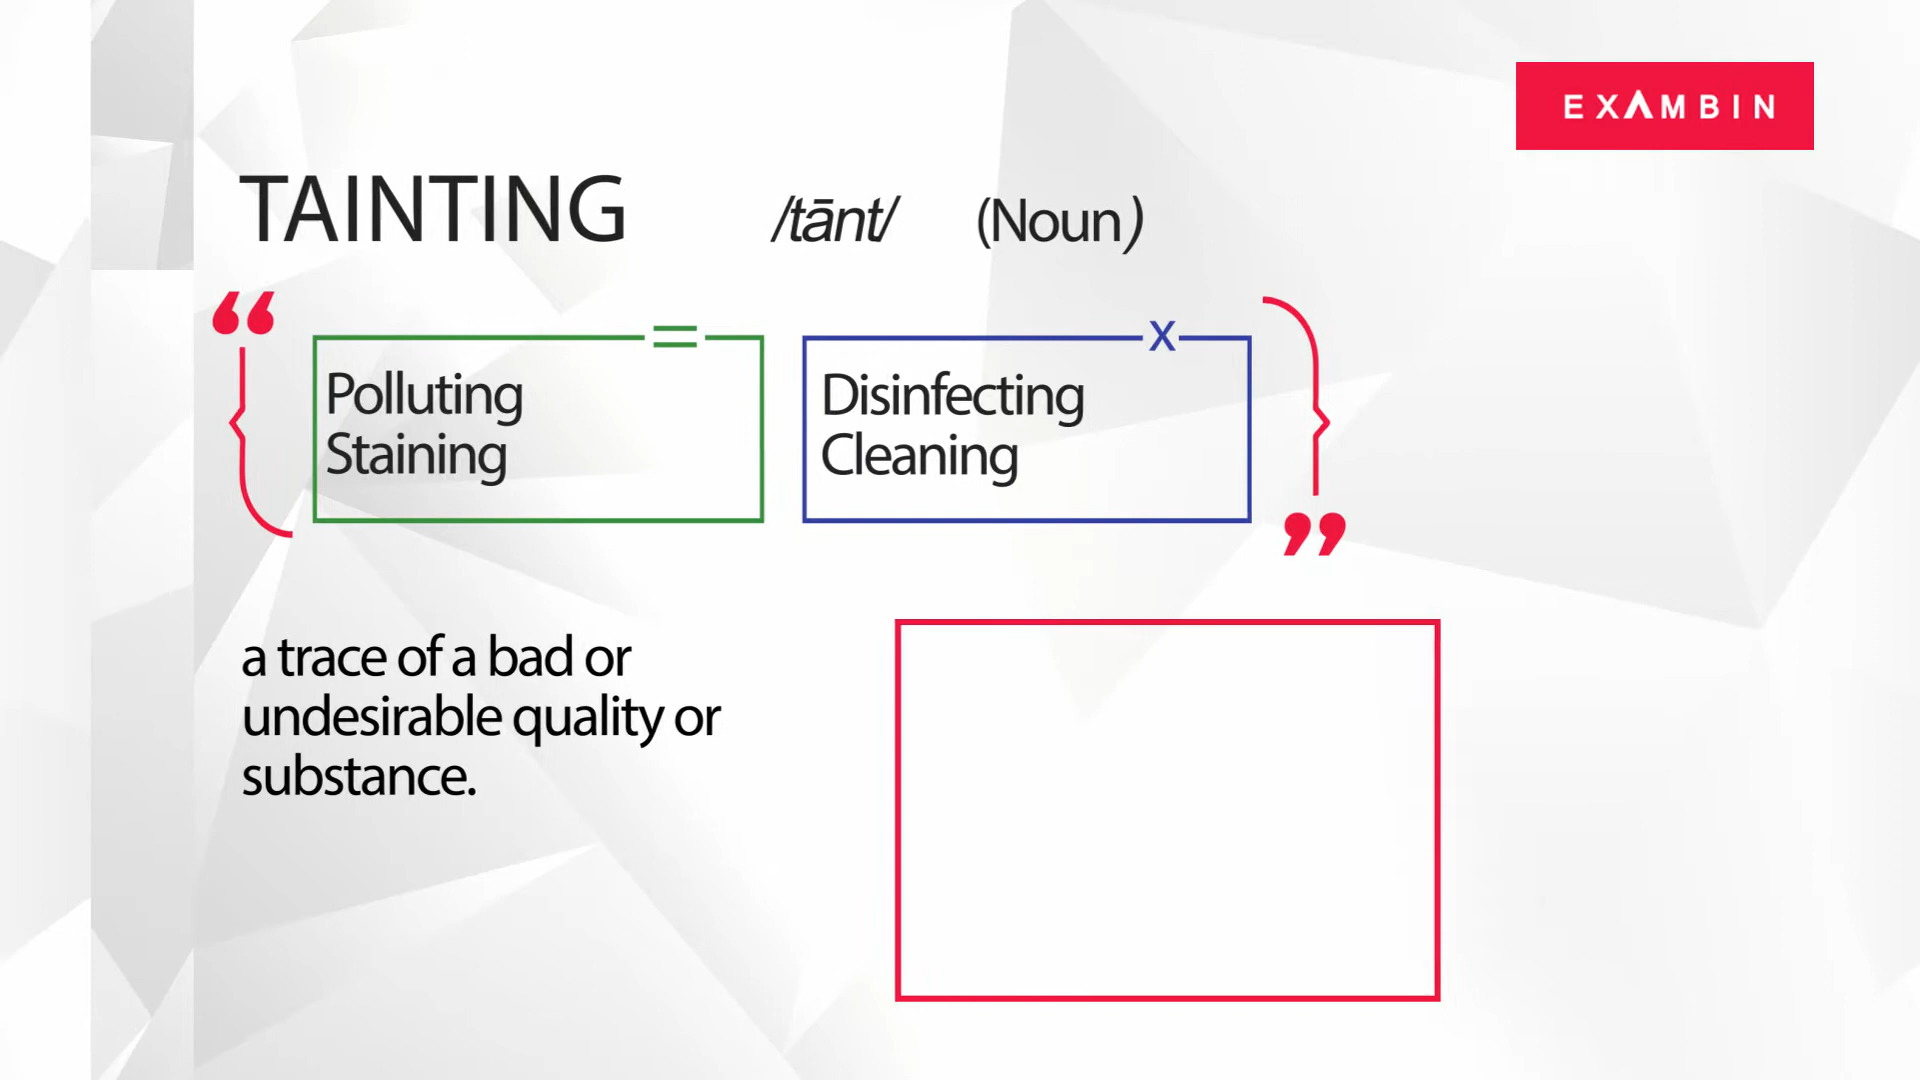 EXAMBIN
TAINTING /tānt/ (Noun)
“
= x
Polluting
Staining
Disinfecting
Cleaning
”
a trace of a bad or
undesirable quality or
substance.